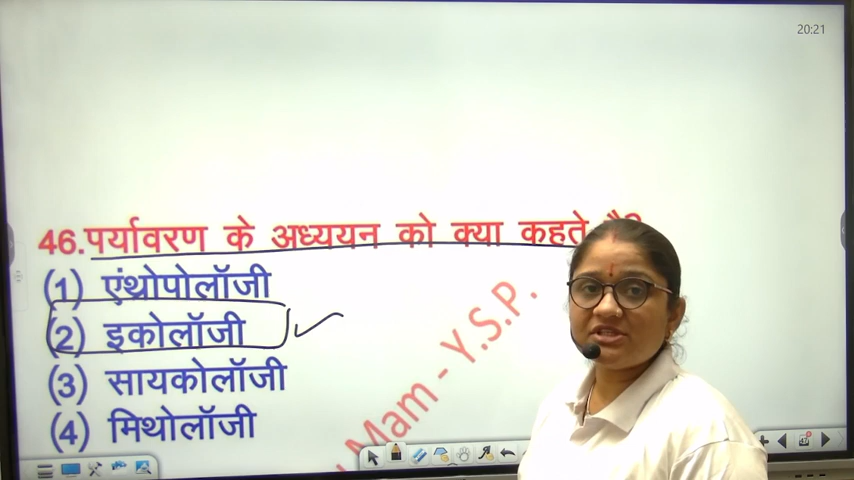 20:21
46.पर्यावरण के अध्ययन को क्या कहते है?
(1) एंथ्रोपोलॉजी
(2) इकोलॉजी
(3) सायकोलॉजी
(4) मिथोलॉजी
Mam - Y.S.P.